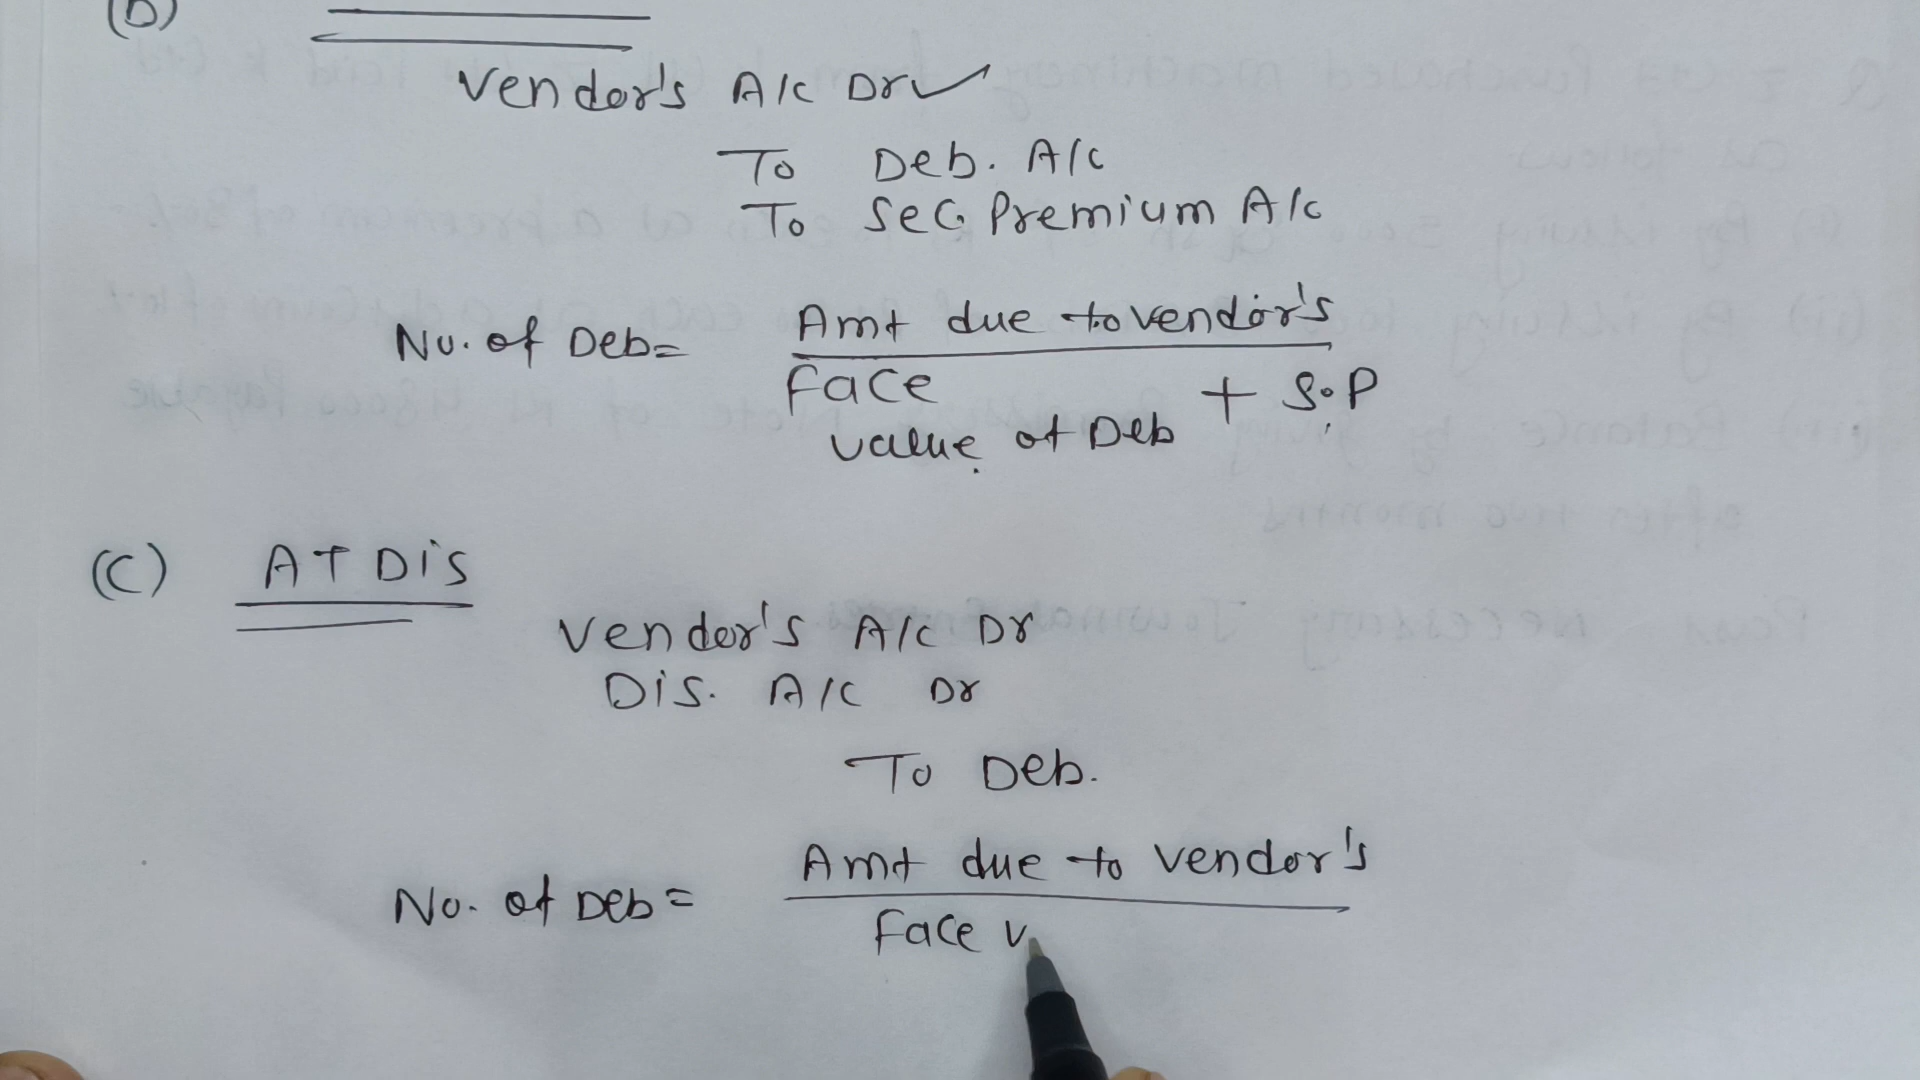 (b)
Vendor's A/C Dr
To Deb. A/c
To Sec Premium A/c
No. of Deb = Amt due to vendor's
Face + S.P
value of Deb
(C) AT Dis
Vendor's A/C Dr
Dis. A/C Dr
To Deb.
No. of Deb = Amt due to vendor's
Face v